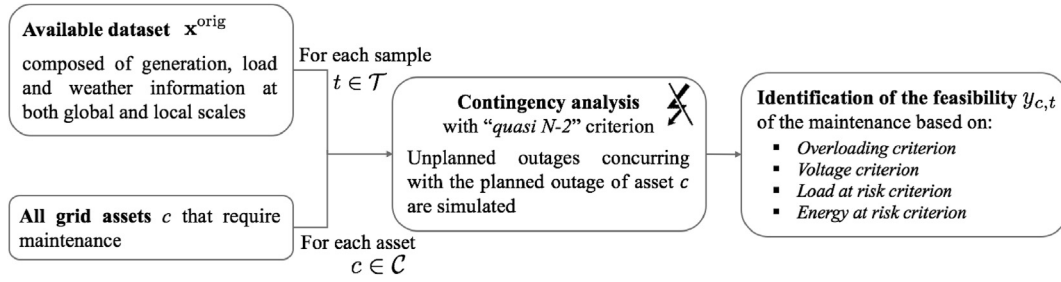 Available dataset x^orig
composed of generation, load
and weather information at
both global and local scales
For each sample
t ∈ 𝒯
All grid assets c that require
maintenance
For each asset
c ∈ 𝒞
Contingency analysis
with “quasi N-2” criterion
Unplanned outages concurring
with the planned outage of asset c
are simulated
Identification of the feasibility y_{c,t}
of the maintenance based on:
▪ Overloading criterion
▪ Voltage criterion
▪ Load at risk criterion
▪ Energy at risk criterion